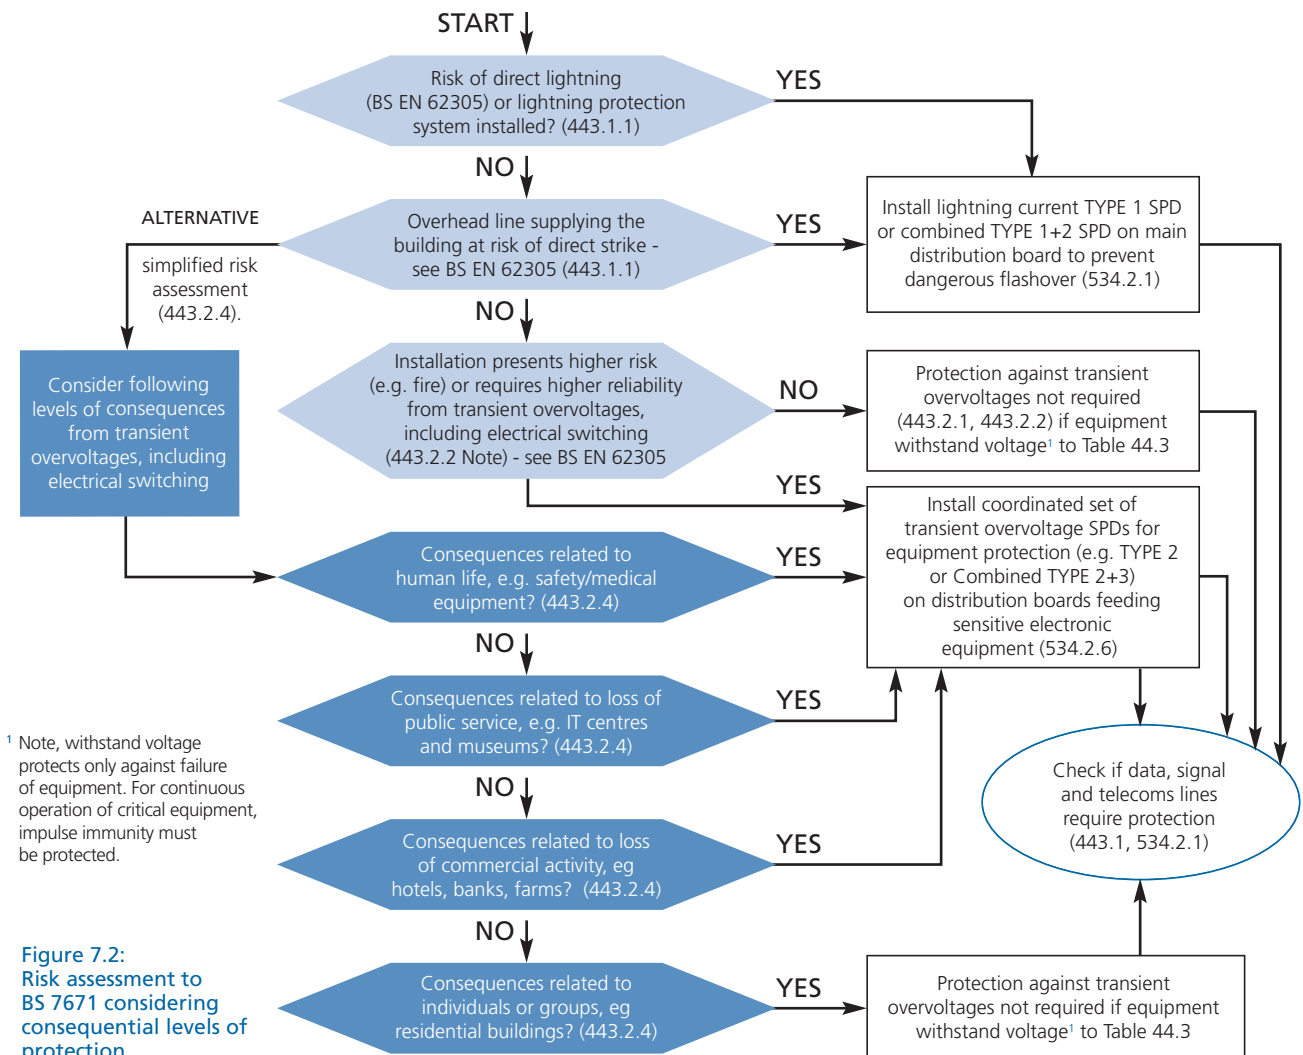 START
Risk of direct lightning
(BS EN 62305) or lightning protection
system installed? (443.1.1)
YES
NO
ALTERNATIVE
simplified risk
assessment
(443.2.4).
Overhead line supplying the
building at risk of direct strike -
see BS EN 62305 (443.1.1)
YES
Install lightning current TYPE 1 SPD
or combined TYPE 1+2 SPD on main
distribution board to prevent
dangerous flashover (534.2.1)
NO
Consider following
levels of consequences
from transient
overvoltages, including
electrical switching
Installation presents higher risk
(e.g. fire) or requires higher reliability
from transient overvoltages,
including electrical switching
(443.2.2 Note) - see BS EN 62305
NO
Protection against transient
overvoltages not required
(443.2.1, 443.2.2) if equipment
withstand voltage¹ to Table 44.3
YES
Install coordinated set of
transient overvoltage SPDs for
equipment protection (e.g. TYPE 2
or Combined TYPE 2+3)
on distribution boards feeding
sensitive electronic
equipment (534.2.6)
Consequences related to
human life, e.g. safety/medical
equipment? (443.2.4)
YES
NO
Consequences related to loss of
public service, e.g. IT centres
and museums? (443.2.4)
YES
¹ Note, withstand voltage
protects only against failure
of equipment. For continuous
operation of critical equipment,
impulse immunity must
be protected.
Check if data, signal
and telecoms lines
require protection
(443.1, 534.2.1)
NO
Consequences related to loss
of commercial activity, eg
hotels, banks, farms? (443.2.4)
YES
NO
Figure 7.2:
Risk assessment to
BS 7671 considering
consequential levels of
protection
Consequences related to
individuals or groups, eg
residential buildings? (443.2.4)
YES
Protection against transient
overvoltages not required if equipment
withstand voltage¹ to Table 44.3